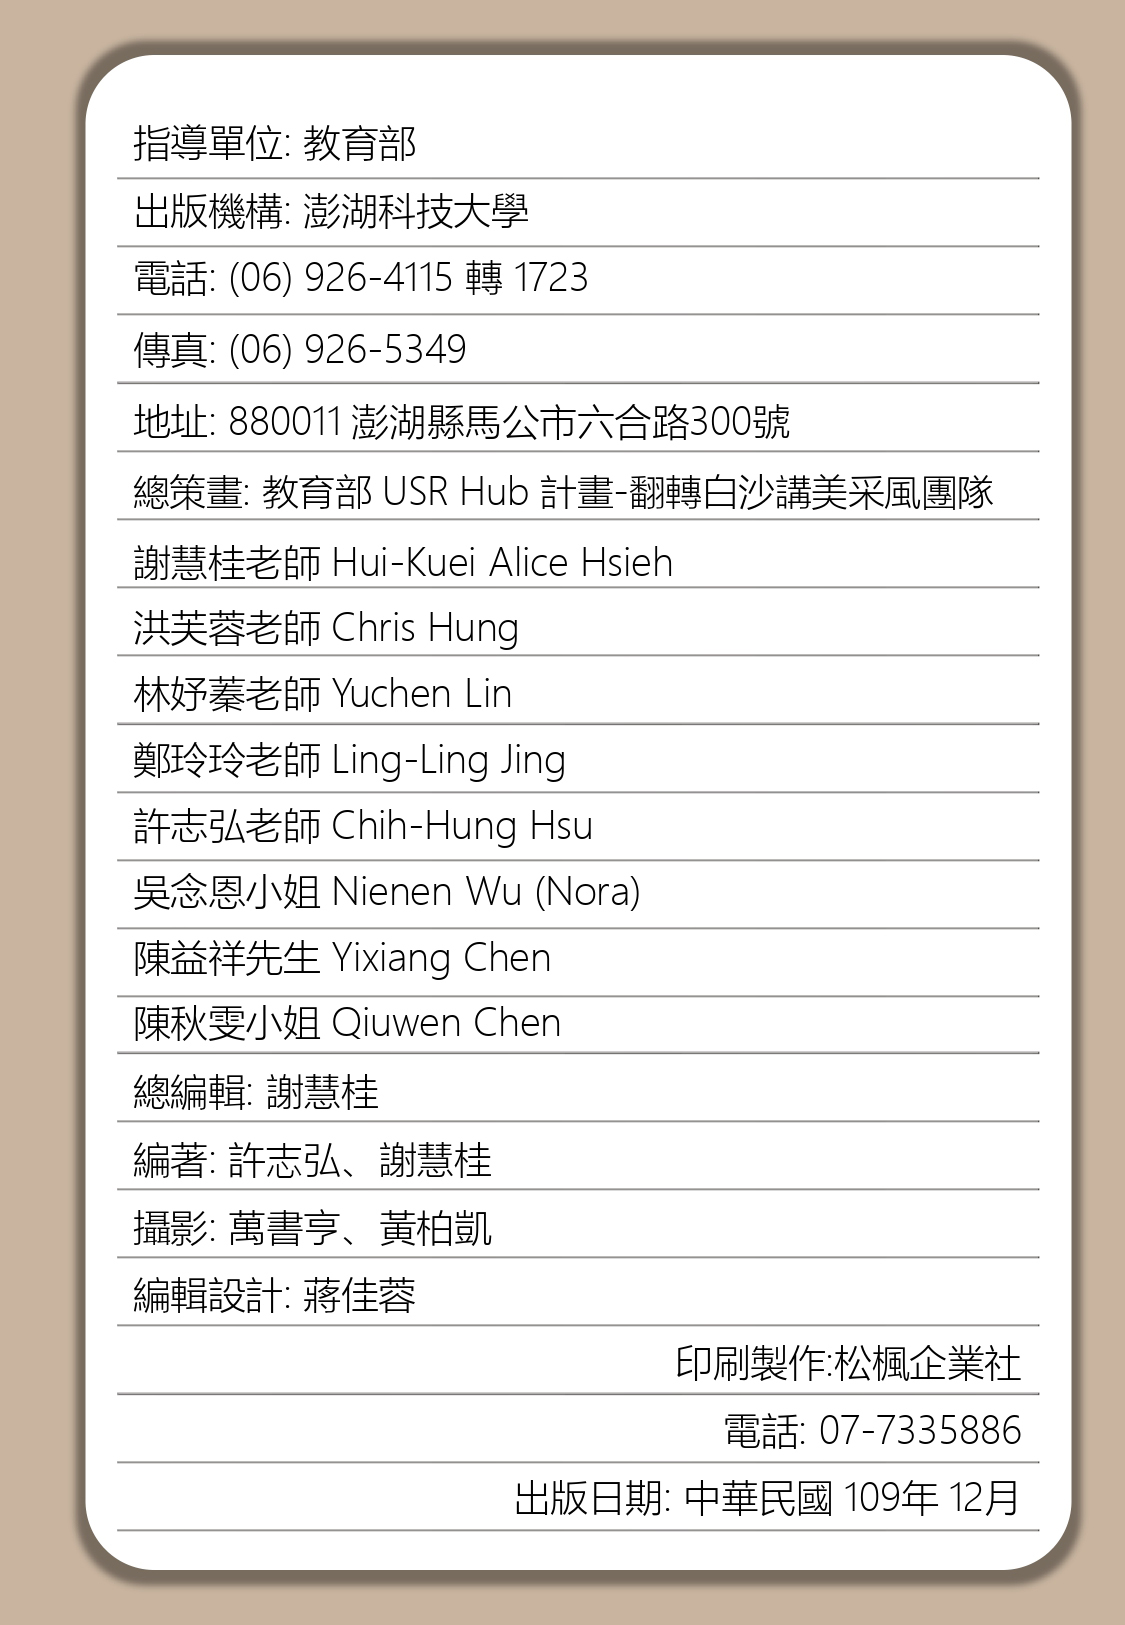 指導單位: 教育部
出版機構: 澎湖科技大學
電話: (06) 926-4115 轉 1723
傳真: (06) 926-5349
地址: 880011 澎湖縣馬公市六合路300號
總策畫: 教育部 USR Hub 計畫-翻轉白沙講美采風團隊
謝慧桂老師 Hui-Kuei Alice Hsieh
洪芙蓉老師 Chris Hung
林妤蓁老師 Yuchen Lin
鄭玲玲老師 Ling-Ling Jing
許志弘老師 Chih-Hung Hsu
吳念恩小姐 Nienen Wu (Nora)
陳益祥先生 Yixiang Chen
陳秋雯小姐 Qiuwen Chen
總編輯: 謝慧桂
編著: 許志弘、謝慧桂
攝影: 萬書亨、黃柏凱
編輯設計: 蔣佳蓉
印刷製作:松楓企業社
電話: 07-7335886
出版日期: 中華民國 109年 12月